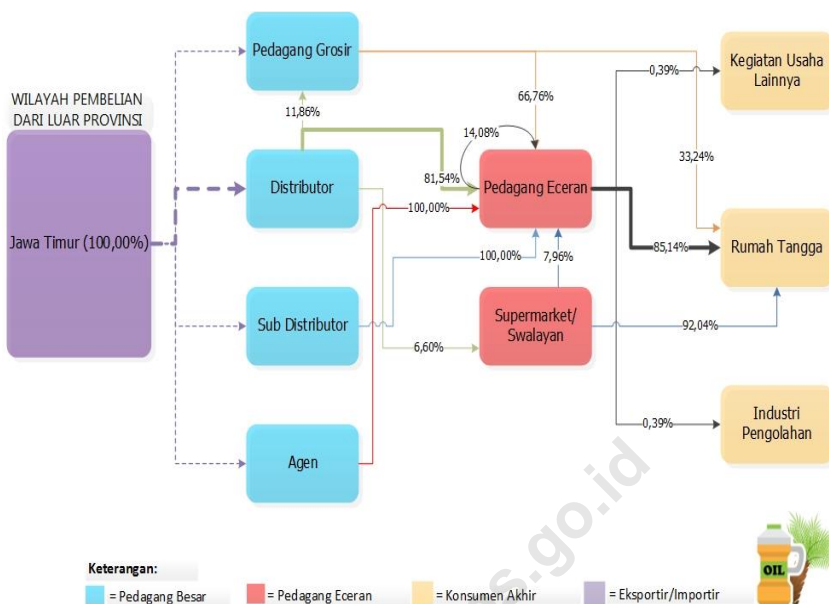 WILAYAH PEMBELIAN
DARI LUAR PROVINSI
Jawa Timur (100,00%)
Pedagang Grosir
11,86%
Distributor
Sub Distributor
Agen
66,76%
14,08%
81,54%
100,00%
Pedagang Eceran
100,00%
7,96%
Supermarket/
Swalayan
6,60%
0,39%
Kegiatan Usaha
Lainnya
33,24%
85,14%
Rumah Tangga
92,04%
0,39%
Industri
Pengolahan
s.go.id
OIL
Keterangan:
= Pedagang Besar
= Pedagang Eceran
= Konsumen Akhir
= Eksportir/Importir